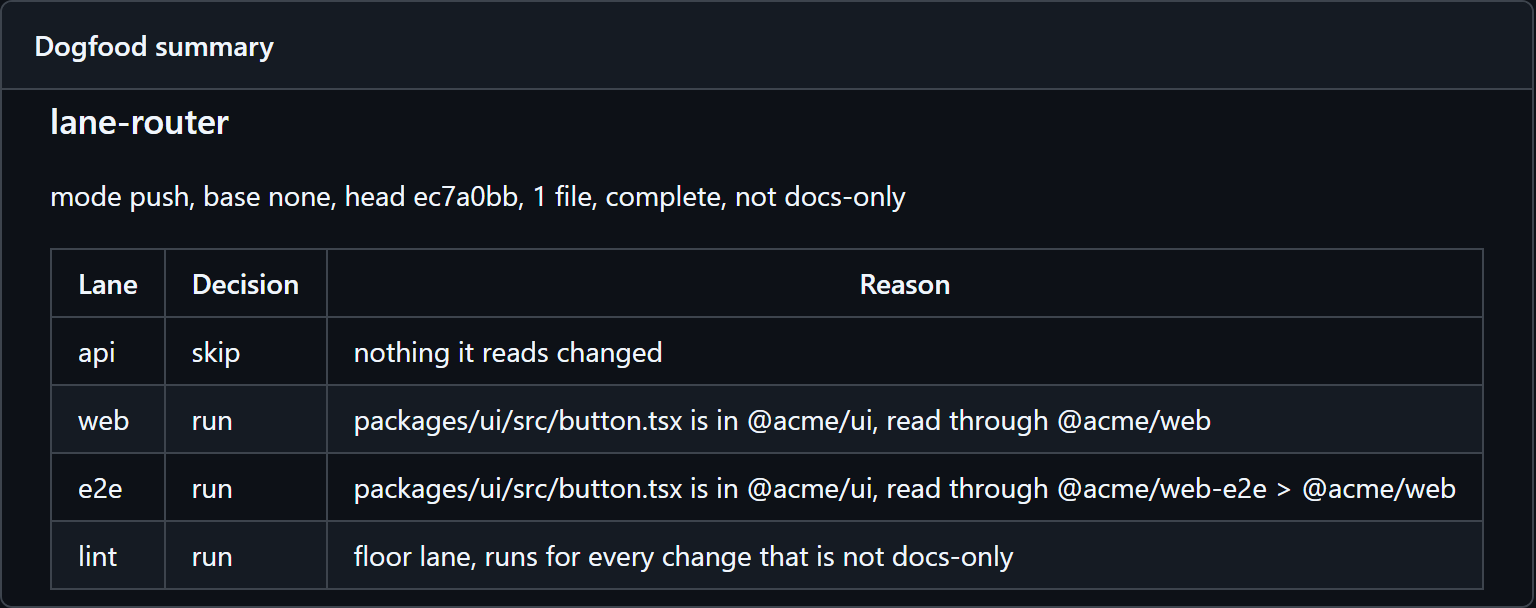 Dogfood summary
lane-router
mode push, base none, head ec7a0bb, 1 file, complete, not docs-only
Lane Decision Reason
api skip nothing it reads changed
web run packages/ui/src/button.tsx is in @acme/ui, read through @acme/web
e2e run packages/ui/src/button.tsx is in @acme/ui, read through @acme/web-e2e > @acme/web
lint run floor lane, runs for every change that is not docs-only